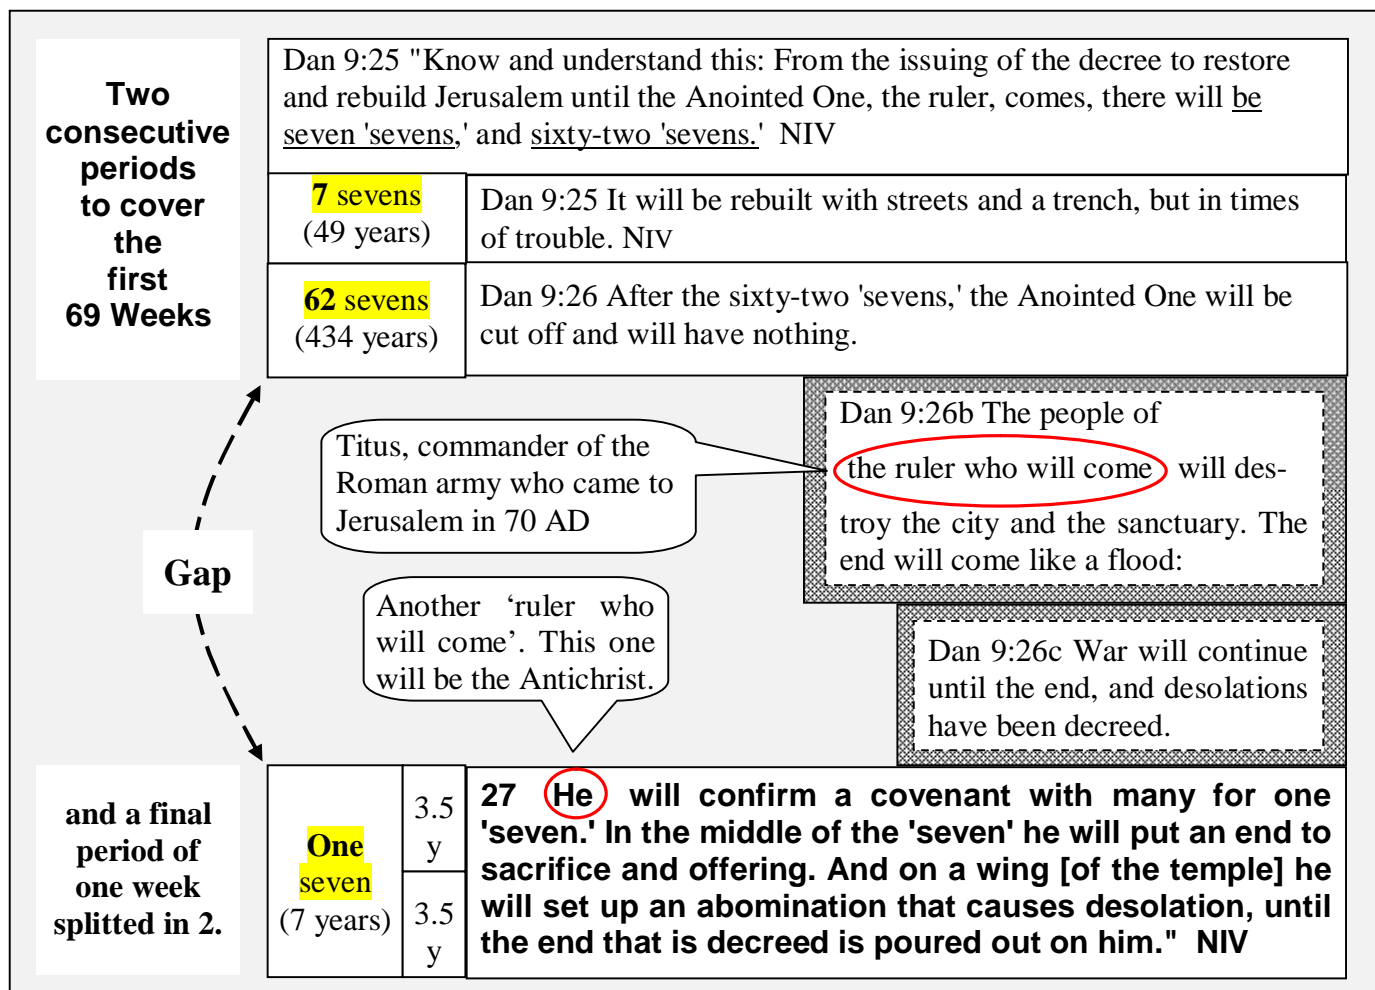 Two
consecutive
periods
to cover
the
first
69 Weeks
Dan 9:25 "Know and understand this: From the issuing of the decree to restore
and rebuild Jerusalem until the Anointed One, the ruler, comes, there will be
seven 'sevens,' and sixty-two 'sevens.' NIV
7 sevens
(49 years)
Dan 9:25 It will be rebuilt with streets and a trench, but in times
of trouble. NIV
62 sevens
(434 years)
Dan 9:26 After the sixty-two 'sevens,' the Anointed One will be
cut off and will have nothing.
Dan 9:26b The people of
the ruler who will come will des-
troy the city and the sanctuary. The
end will come like a flood:
Titus, commander of the
Roman army who came to
Jerusalem in 70 AD
Gap
Another ‘ruler who
will come’. This one
will be the Antichrist.
Dan 9:26c War will continue
until the end, and desolations
have been decreed.
and a final
period of
one week
splitted in 2.
One
seven
(7 years)
3.5
y
3.5
y
27 He will confirm a covenant with many for one
'seven.' In the middle of the 'seven' he will put an end to
sacrifice and offering. And on a wing [of the temple] he
will set up an abomination that causes desolation, until
the end that is decreed is poured out on him." NIV